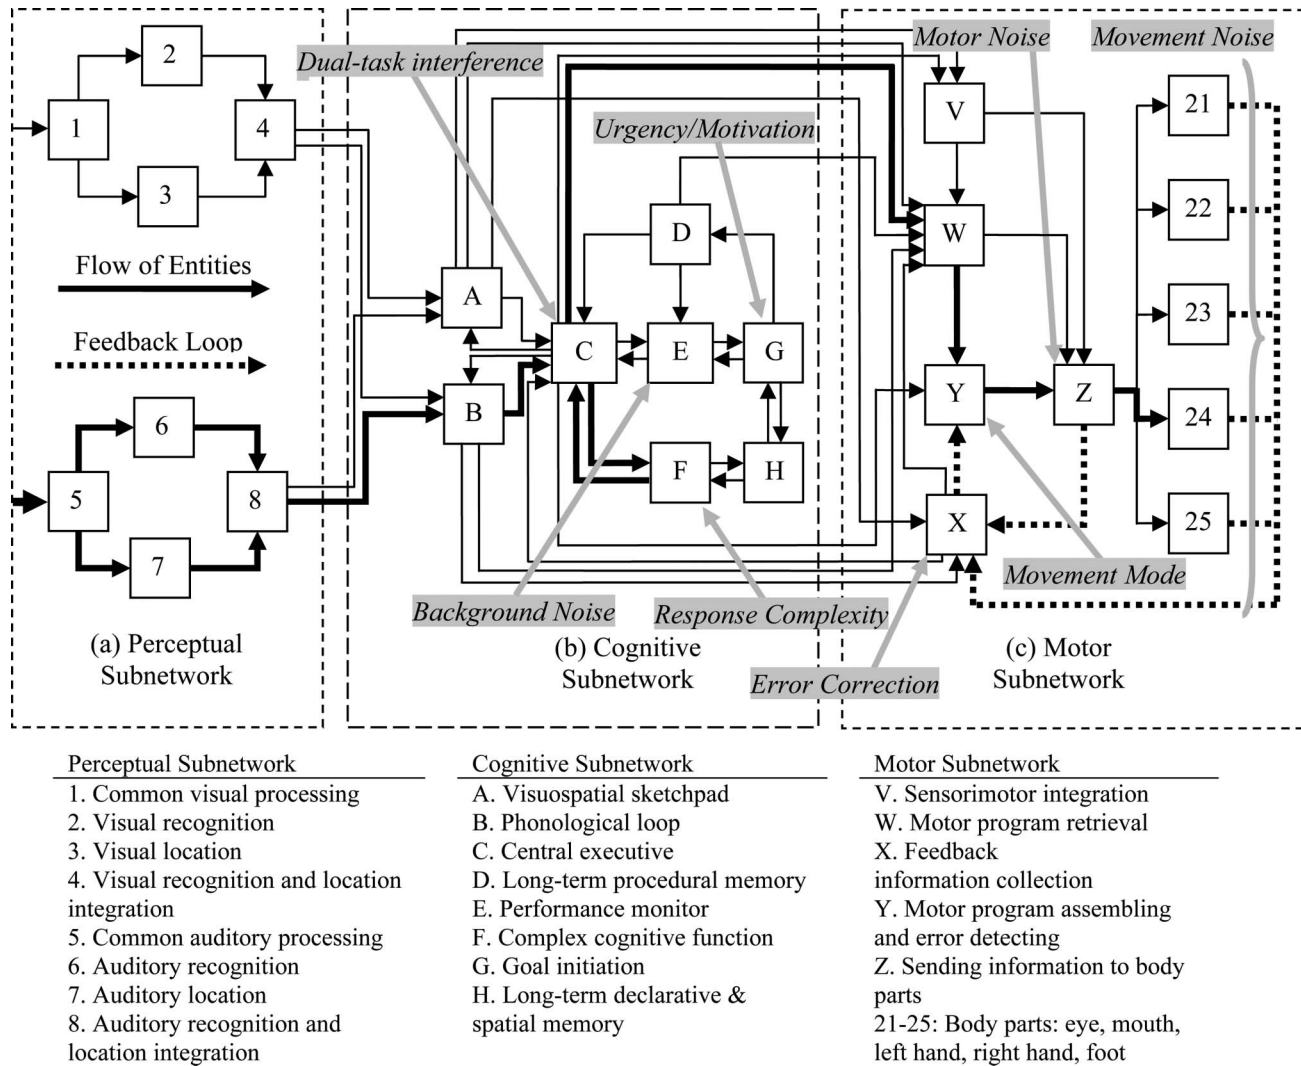 Dual-task interference
Motor Noise
Movement Noise
Urgency/Motivation
1
2
3
4
Flow of Entities
Feedback Loop
5
6
7
8
A
B
C
D
E
F
G
H
V
W
Y
Z
X
21
22
23
24
25
Background Noise
Response Complexity
Movement Mode
Error Correction
(a) Perceptual
Subnetwork
(b) Cognitive
Subnetwork
(c) Motor
Subnetwork
Perceptual Subnetwork
1. Common visual processing
2. Visual recognition
3. Visual location
4. Visual recognition and location
integration
5. Common auditory processing
6. Auditory recognition
7. Auditory location
8. Auditory recognition and
location integration
Cognitive Subnetwork
A. Visuospatial sketchpad
B. Phonological loop
C. Central executive
D. Long-term procedural memory
E. Performance monitor
F. Complex cognitive function
G. Goal initiation
H. Long-term declarative &
spatial memory
Motor Subnetwork
V. Sensorimotor integration
W. Motor program retrieval
X. Feedback
information collection
Y. Motor program assembling
and error detecting
Z. Sending information to body
parts
21-25: Body parts: eye, mouth,
left hand, right hand, foot